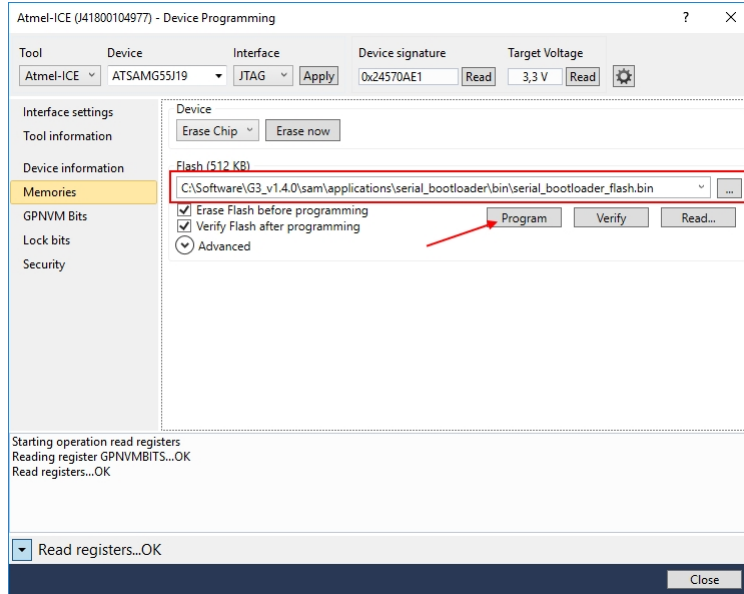 Atmel-ICE (J41800104977) - Device Programming
Tool Device Interface Device signature Target Voltage
Atmel-ICE ATSAMG55J19 JTAG Apply 0x24570AE1 Read 3,3 V Read
Interface settings
Tool information
Device information
Memories
GPNVM Bits
Lock bits
Security
Device
Erase Chip Erase now
Flash (512 KB)
C:\Software\G3_v1.4.0\sam\applications\serial_bootloader\bin\serial_bootloader_flash.bin ...
Erase Flash before programming
Verify Flash after programming
Program Verify Read...
Advanced
Starting operation read registers
Reading register GPNVMBITS...OK
Read registers...OK
Read registers...OK
Close